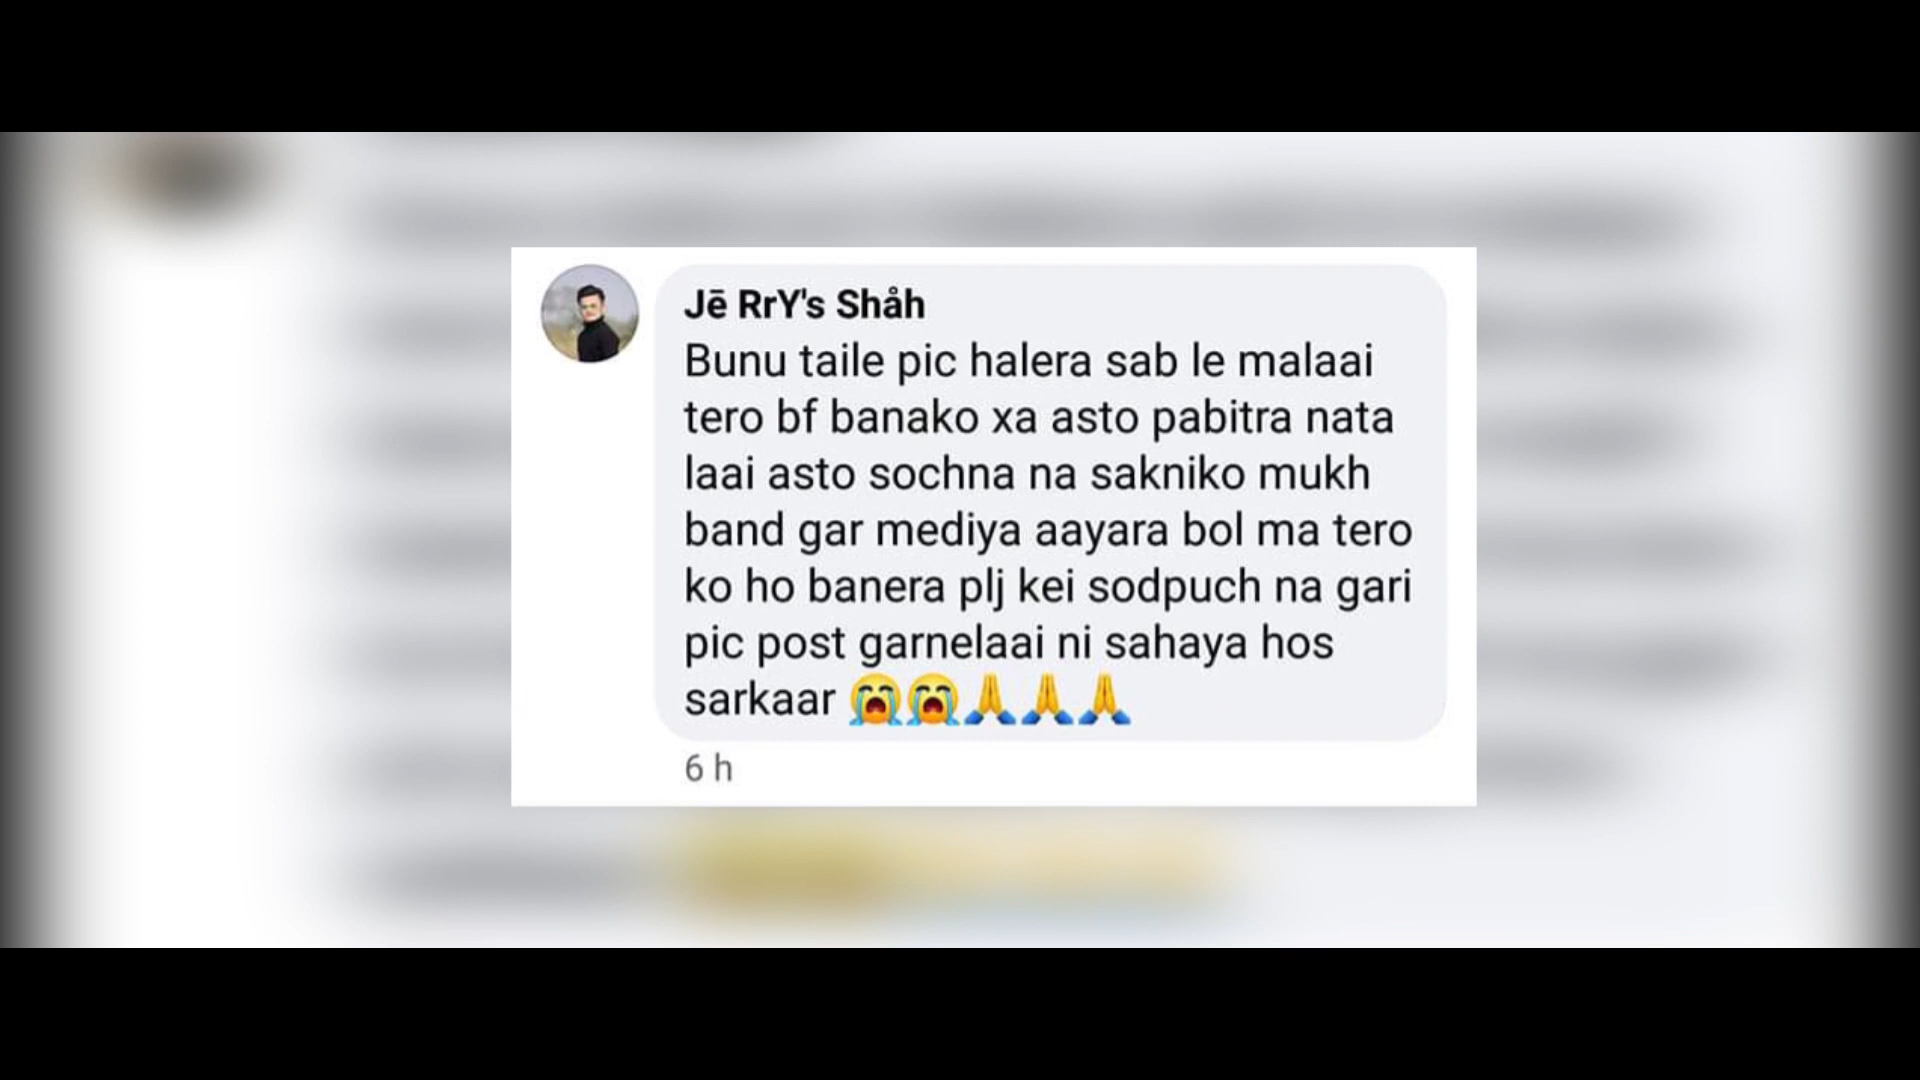 Jē RrY's Shåh
Bunu taile pic halera sab le malaai
tero bf banako xa asto pabitra nata
laai asto sochna na sakniko mukh
band gar mediya aayara bol ma tero
ko ho banera plj kei sodpuch na gari
pic post garnelaai ni sahaya hos
sarkaar 😭😭🙏🙏🙏
6 h